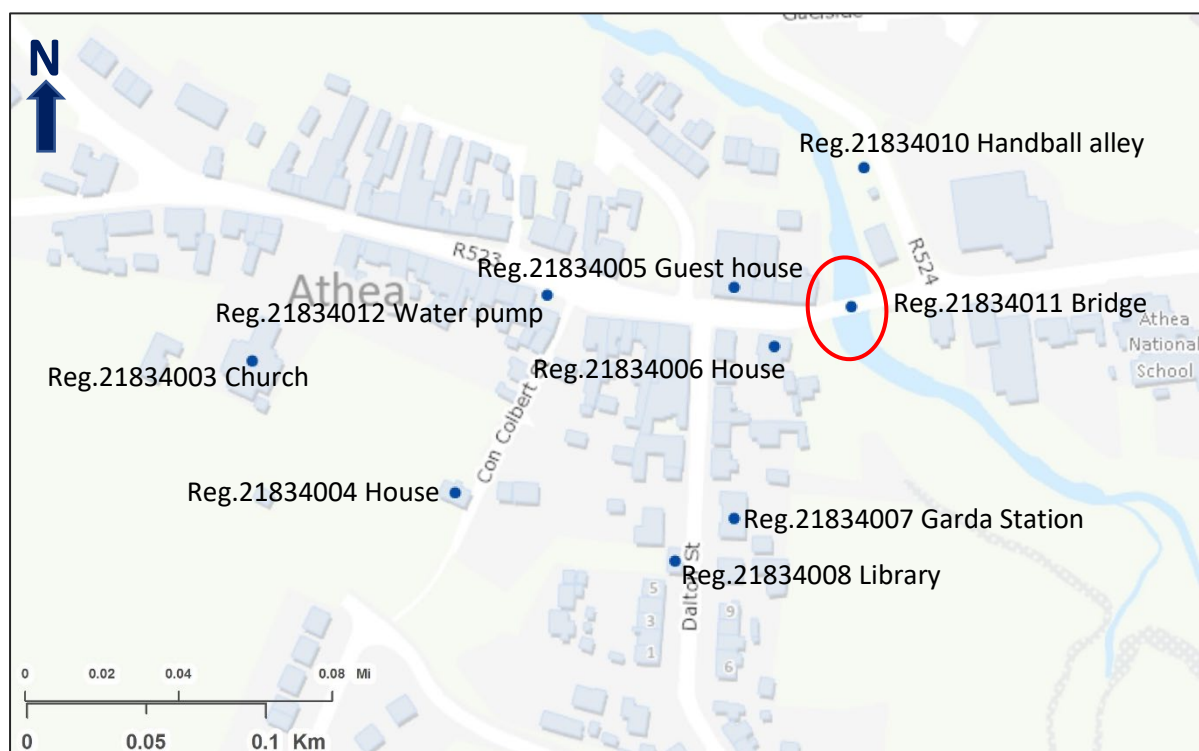 Gaelside
N
Reg.21834010 Handball alley
R523
R524
Reg.21834005 Guest house
Athea
Reg.21834012 Water pump
Reg.21834011 Bridge
Athea
National
School
Reg.21834003 Church
Reg.21834006 House
Con Colbert
Reg.21834004 House
Reg.21834007 Garda Station
Reg.21834008 Library
Dalton St
5
3
1
9
6
0 0.02 0.04 0.08 Mi
0 0.05 0.1 Km